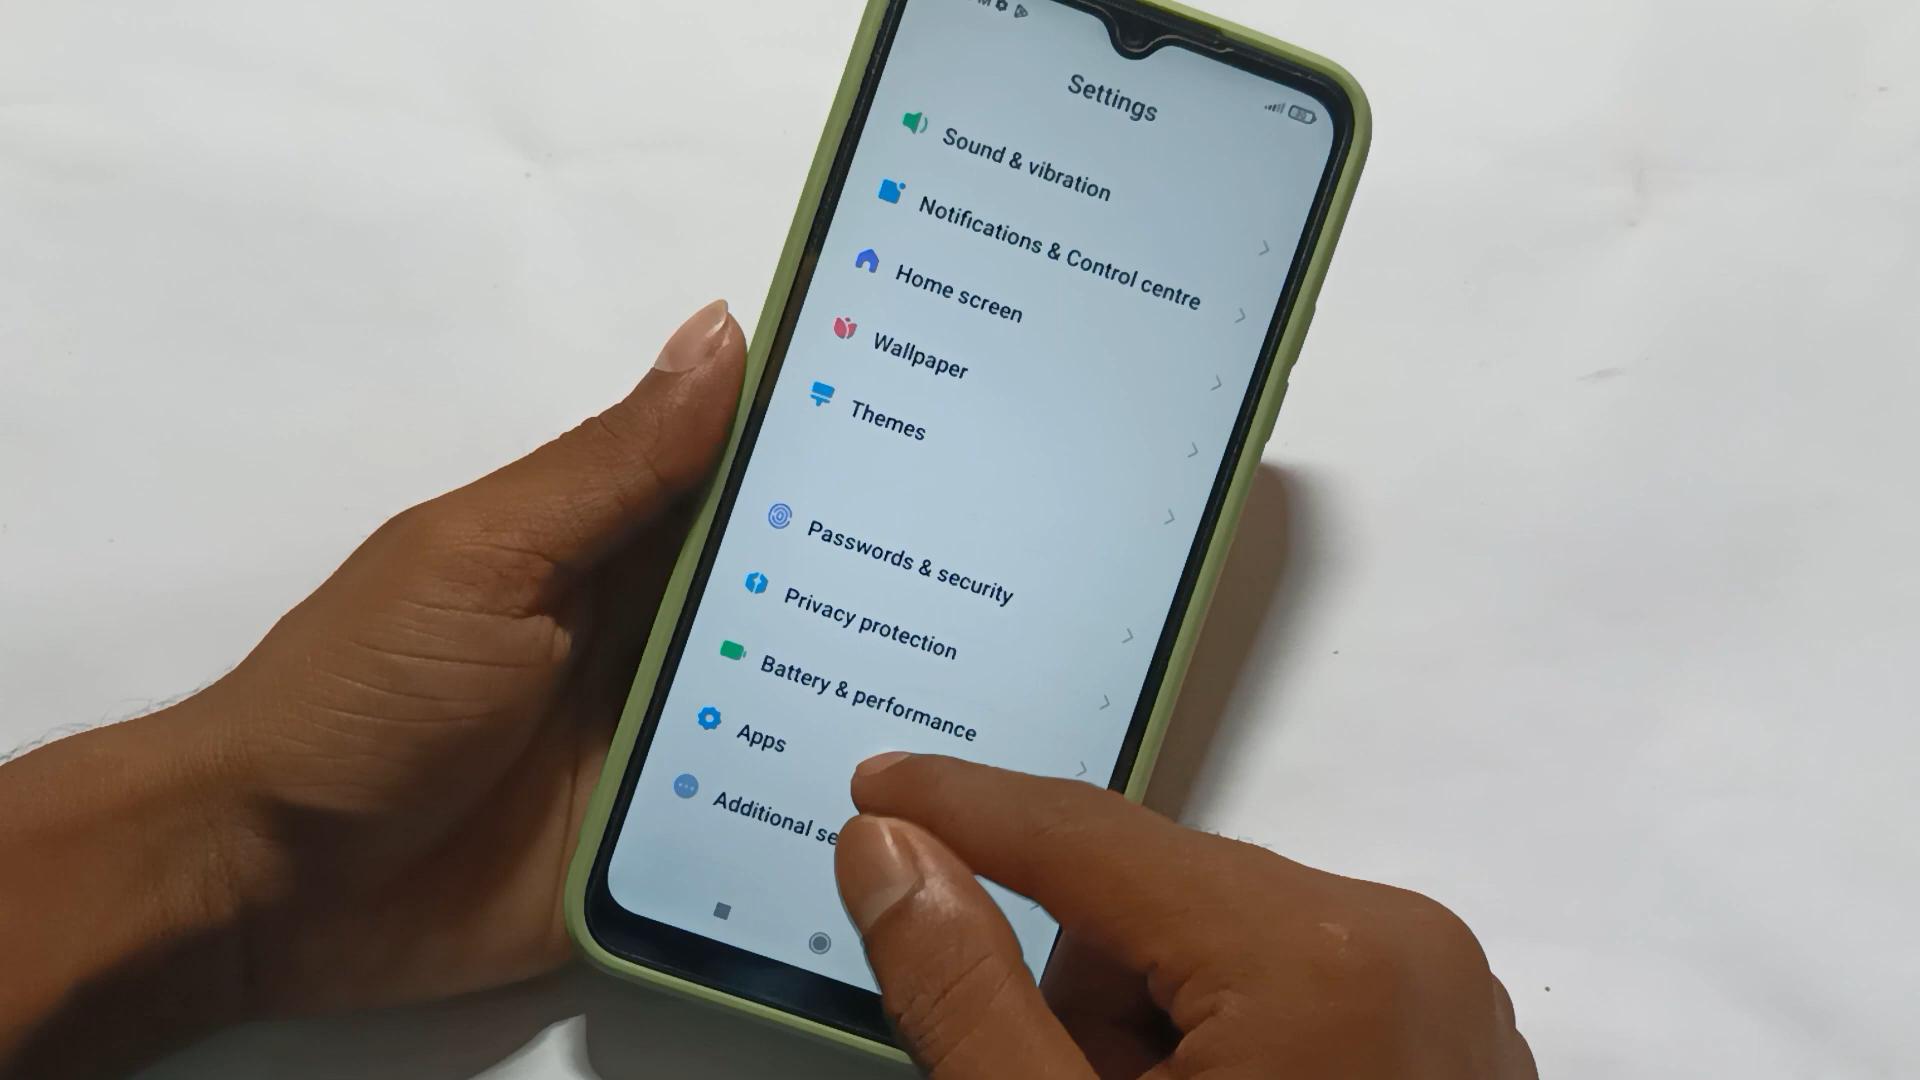 Settings
Sound & vibration
Notifications & Control centre
Home screen
Wallpaper
Themes
Passwords & security
Privacy protection
Battery & performance
Apps
Additional se